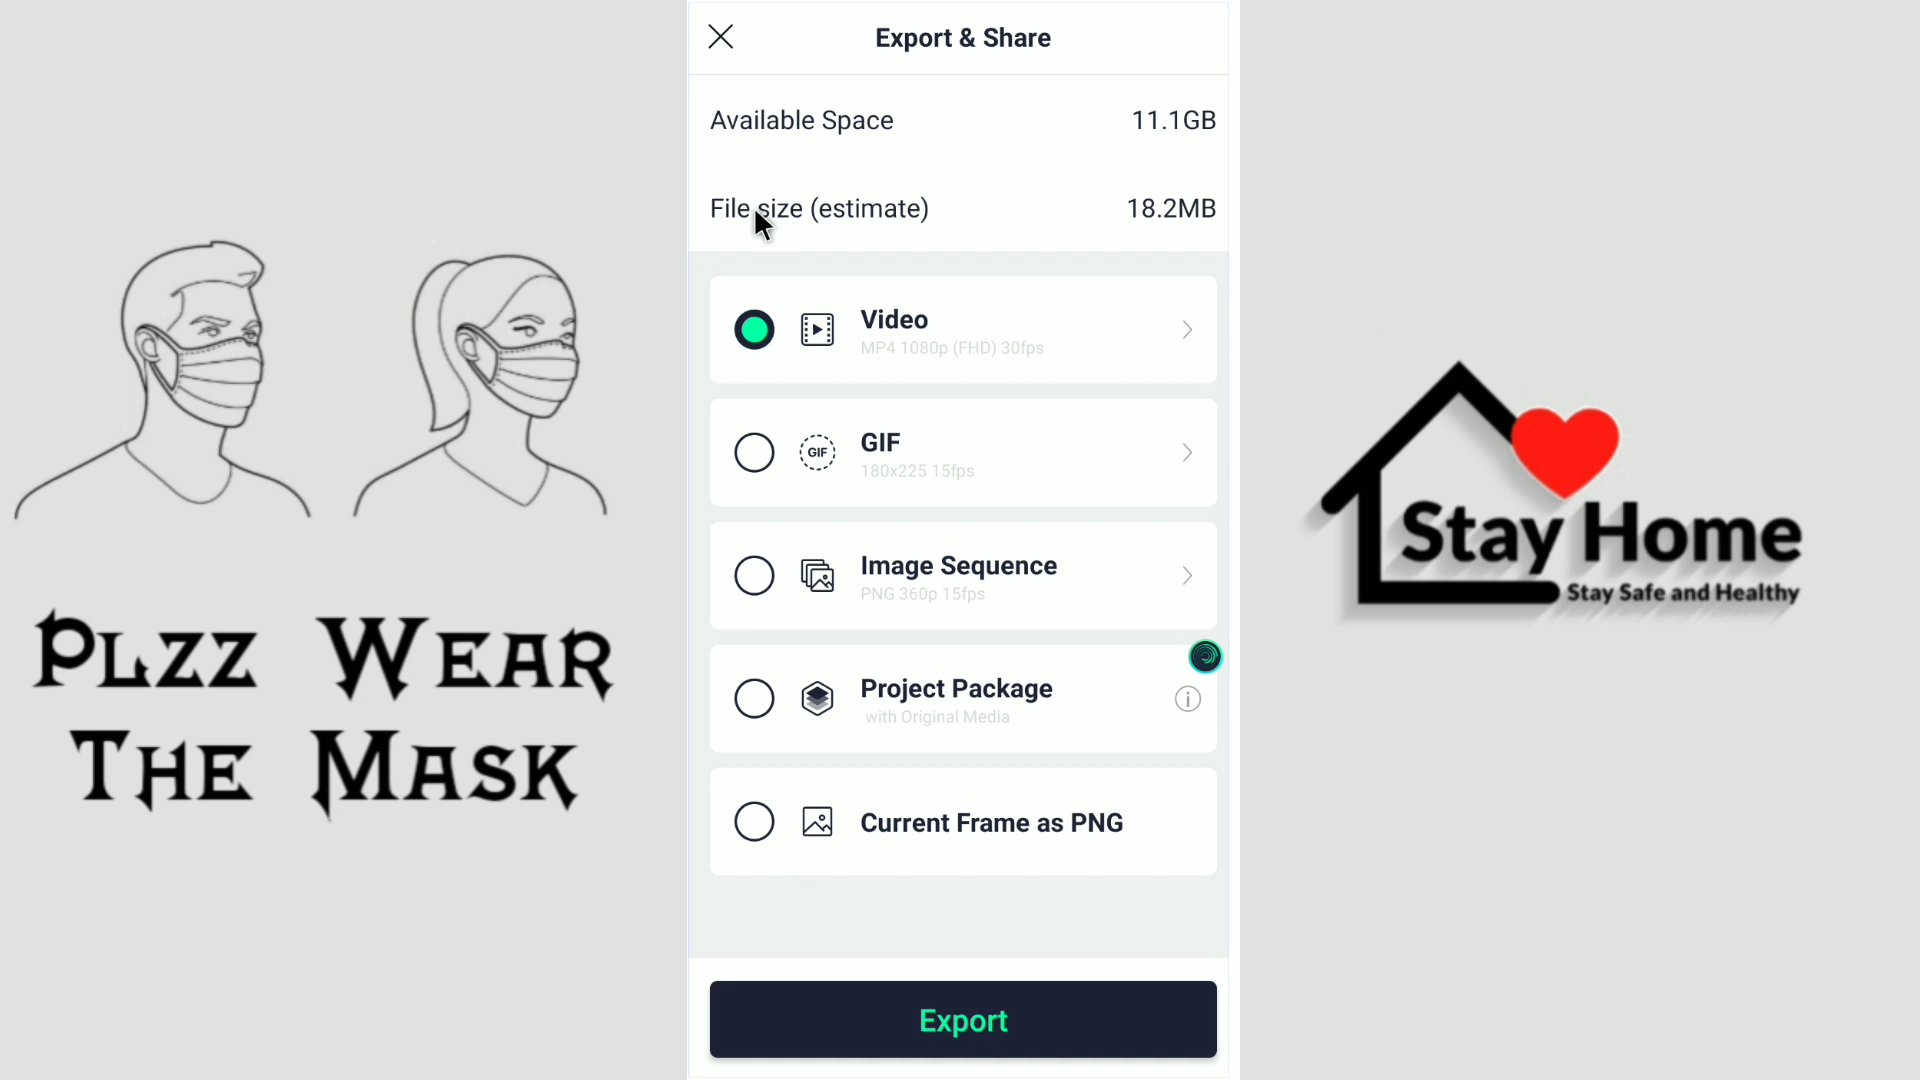 Export & Share
Available Space 11.1GB
File size (estimate) 18.2MB
Video
MP4 1080p (FHD) 30fps
GIF
GIF
180x225 15fps
Image Sequence
PNG 360p 15fps
Project Package
with Original Media
Current Frame as PNG
Export
Plzz Wear
The Mask
Stay Home
Stay Safe and Healthy